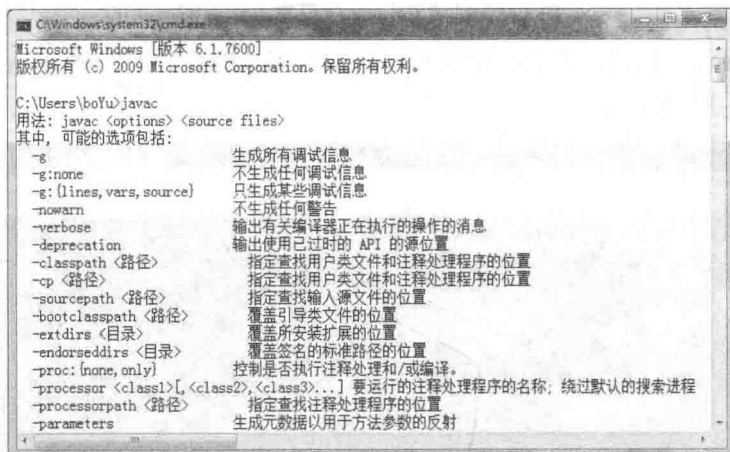 C:\Windows\system32\cmd.exe
Microsoft Windows [版本 6.1.7600]
版权所有 (c) 2009 Microsoft Corporation。保留所有权利。
C:\Users\boYu>javac
用法: javac <options> <source files>
其中, 可能的选项包括:
-g 生成所有调试信息
-g:none 不生成任何调试信息
-g:{lines,vars,source} 只生成某些调试信息
-nowarn 不生成任何警告
-verbose 输出有关编译器正在执行的操作的消息
-deprecation 输出使用已过时的 API 的源位置
-classpath <路径> 指定查找用户类文件和注释处理程序的位置
-cp <路径> 指定查找用户类文件和注释处理程序的位置
-sourcepath <路径> 指定查找输入源文件的位置
-bootclasspath <路径> 覆盖引导类文件的位置
-extdirs <目录> 覆盖所安装扩展的位置
-endorseddirs <目录> 覆盖签名的标准路径的位置
-proc:{none,only} 控制是否执行注释处理和/或编译。
-processor <class1>[,<class2>,<class3>...] 要运行的注释处理程序的名称; 绕过默认的搜索进程
-processorpath <路径> 指定查找注释处理程序的位置
-parameters 生成元数据以用于方法参数的反射